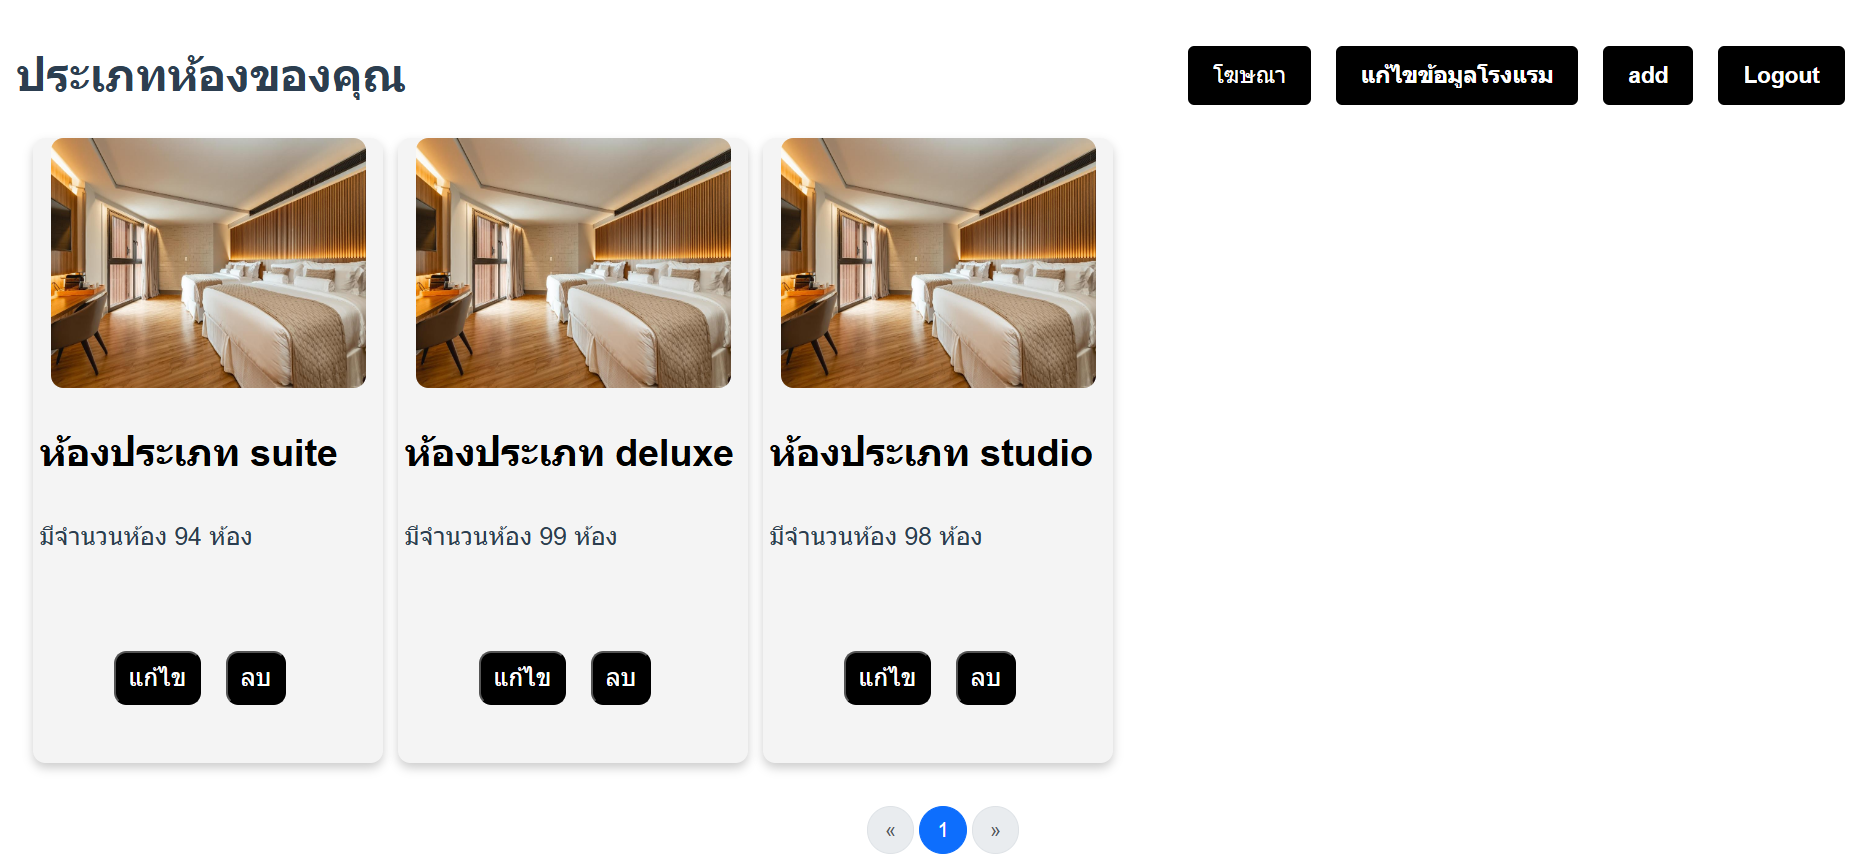 ประเภทห้องของคุณ
โฆษณา
แก้ไขข้อมูลโรงแรม
add
Logout
ห้องประเภท suite
มีจำนวนห้อง 94 ห้อง
แก้ไข ลบ
ห้องประเภท deluxe
มีจำนวนห้อง 99 ห้อง
แก้ไข ลบ
ห้องประเภท studio
มีจำนวนห้อง 98 ห้อง
แก้ไข ลบ
« 1 »